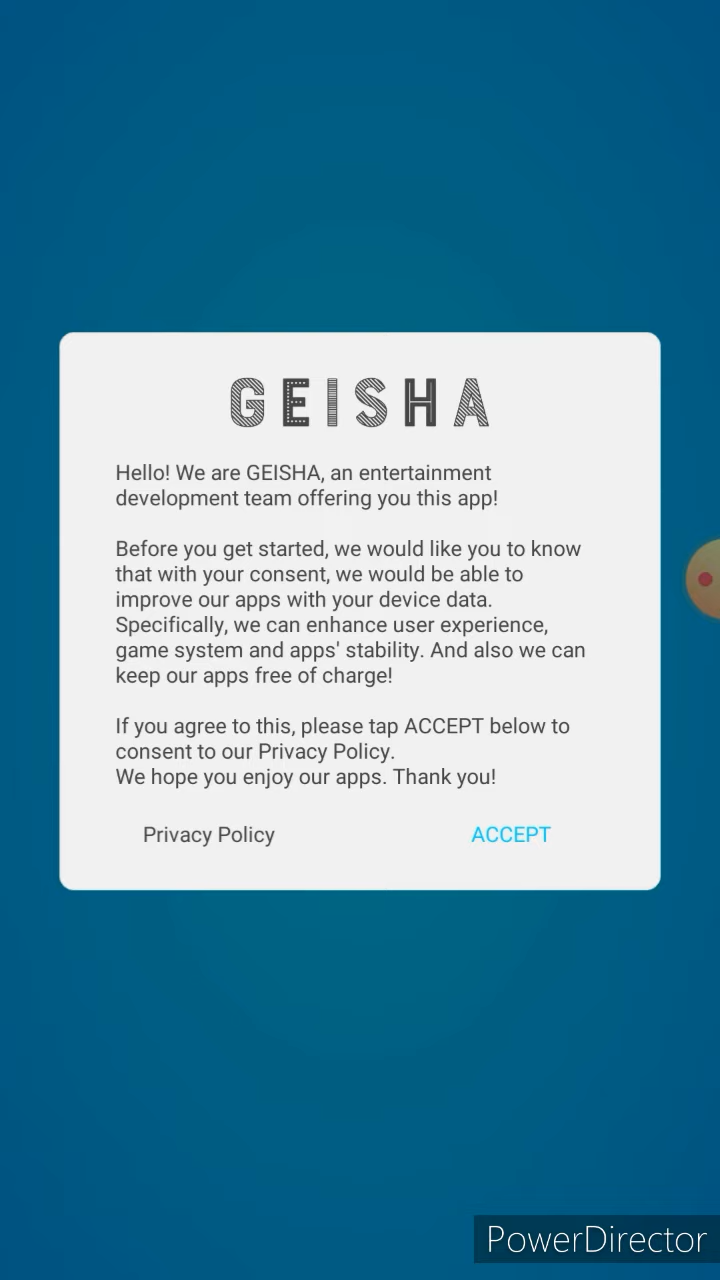 GEISHA
Hello! We are GEISHA, an entertainment
development team offering you this app!
Before you get started, we would like you to know
that with your consent, we would be able to
improve our apps with your device data.
Specifically, we can enhance user experience,
game system and apps' stability. And also we can
keep our apps free of charge!
If you agree to this, please tap ACCEPT below to
consent to our Privacy Policy.
We hope you enjoy our apps. Thank you!
Privacy Policy ACCEPT
PowerDirector